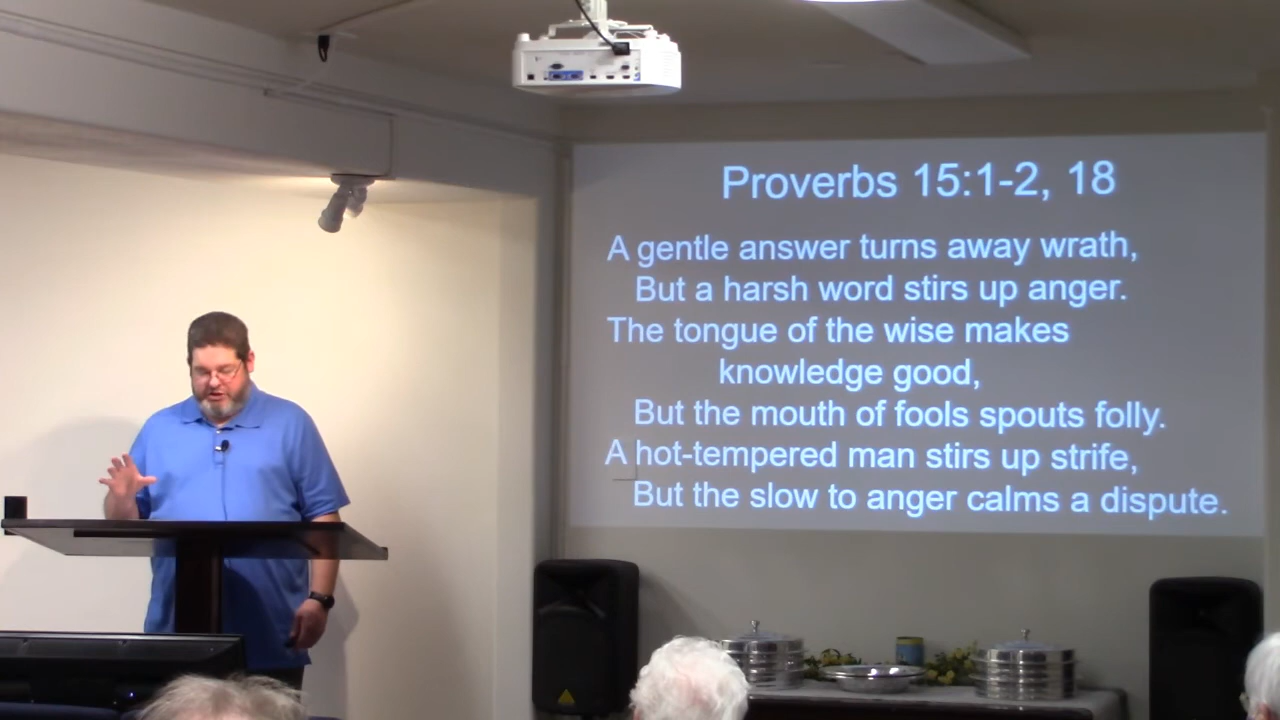 Proverbs 15:1-2, 18
A gentle answer turns away wrath,
But a harsh word stirs up anger.
The tongue of the wise makes
knowledge good,
But the mouth of fools spouts folly.
A hot-tempered man stirs up strife,
But the slow to anger calms a dispute.